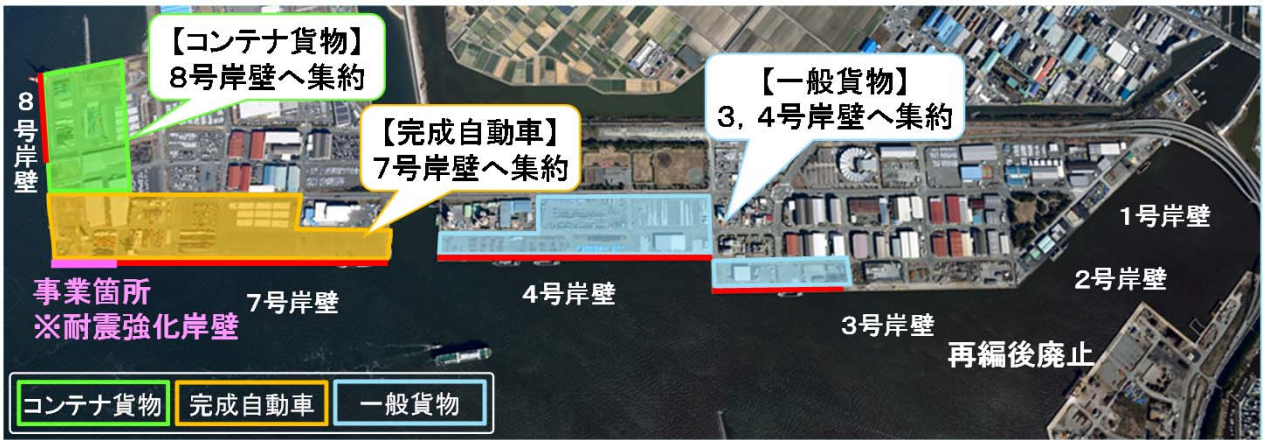 【コンテナ貨物】
8号岸壁へ集約
8号岸壁
【完成自動車】
7号岸壁へ集約
【一般貨物】
3，4号岸壁へ集約
事業箇所
※耐震強化岸壁
7号岸壁
4号岸壁
3号岸壁
2号岸壁
1号岸壁
再編後廃止
コンテナ貨物
完成自動車
一般貨物